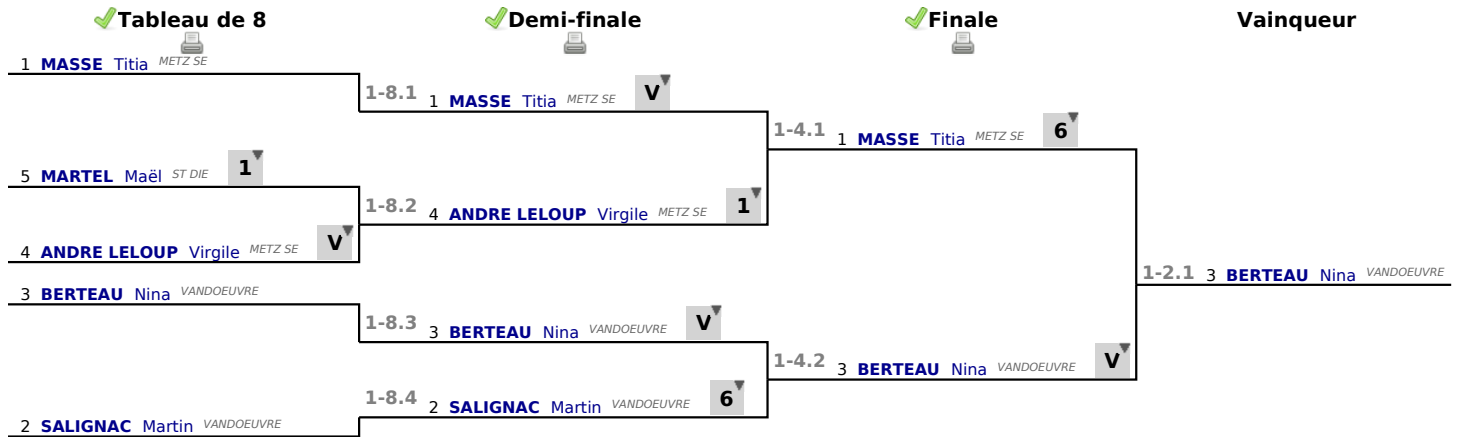 Tableau de 8 Demi-finale Finale Vainqueur
1 MASSE Titia METZ SE
1-8.1 1 MASSE Titia METZ SE V
1-4.1 1 MASSE Titia METZ SE 6
5 MARTEL Maël ST DIE 1
1-8.2 4 ANDRE LELOUP Virgile METZ SE 1
4 ANDRE LELOUP Virgile METZ SE V
1-2.1 3 BERTEAU Nina VANDOEUVRE
3 BERTEAU Nina VANDOEUVRE
1-8.3 3 BERTEAU Nina VANDOEUVRE V
1-4.2 3 BERTEAU Nina VANDOEUVRE V
1-8.4 2 SALIGNAC Martin VANDOEUVRE 6
2 SALIGNAC Martin VANDOEUVRE